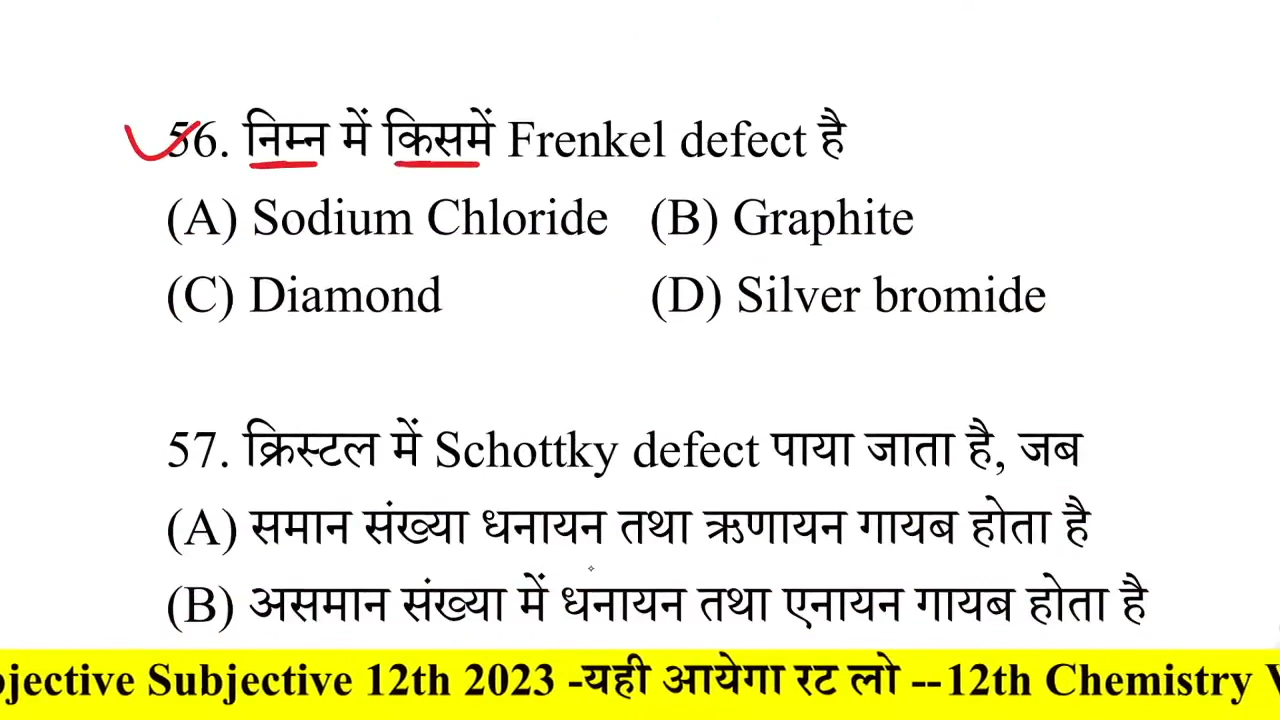 56. निम्न में किसमें Frenkel defect है
(A) Sodium Chloride (B) Graphite
(C) Diamond (D) Silver bromide
57. क्रिस्टल में Schottky defect पाया जाता है, जब
(A) समान संख्या धनायन तथा ऋणायन गायब होता है
(B) असमान संख्या में धनायन तथा एनायन गायब होता है
bjective Subjective 12th 2023 -यही आयेगा रट लो --12th Chemistry